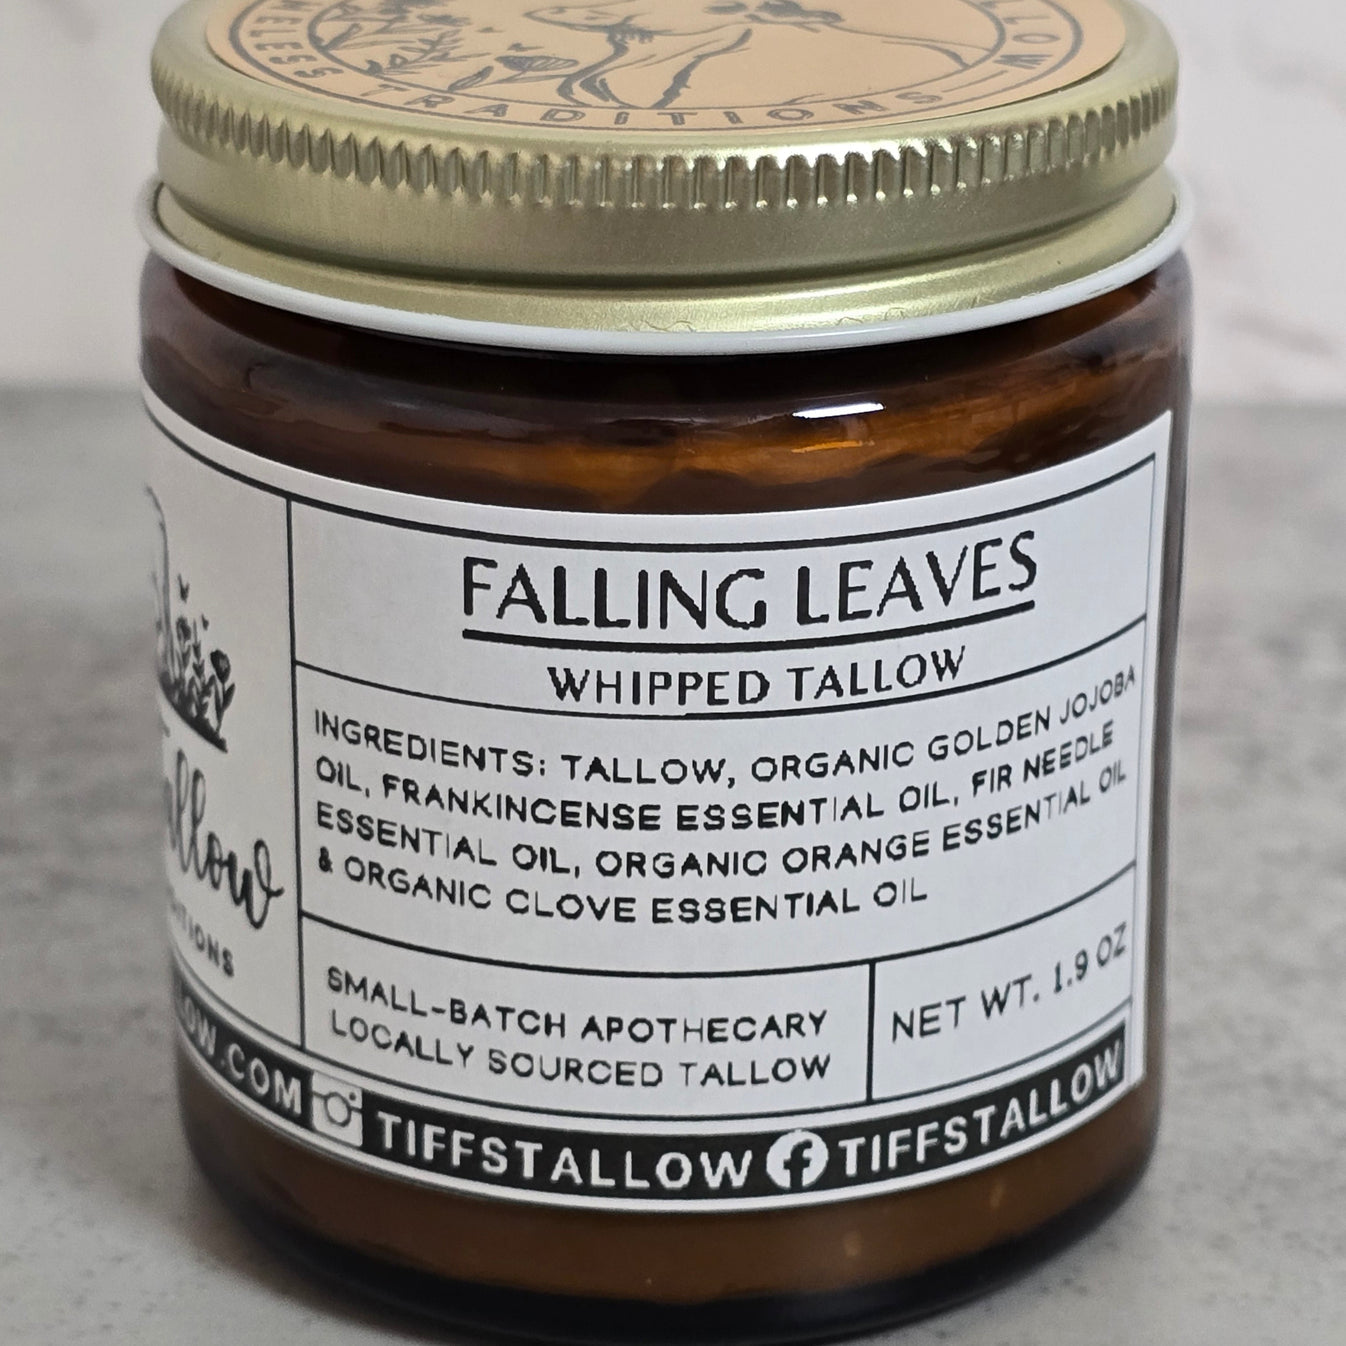 TRADITIONS
FALLING LEAVES
WHIPPED TALLOW
INGREDIENTS: TALLOW, ORGANIC GOLDEN JOJOBA
OIL, FRANKINCENSE ESSENTIAL OIL, FIR NEEDLE
ESSENTIAL OIL, ORGANIC ORANGE ESSENTIAL OIL
& ORGANIC CLOVE ESSENTIAL OIL
SMALL-BATCH APOTHECARY
LOCALLY SOURCED TALLOW
NET WT. 1.9 OZ
Tallow
.COM TIFFSTALLOW TIFFSTALLOW